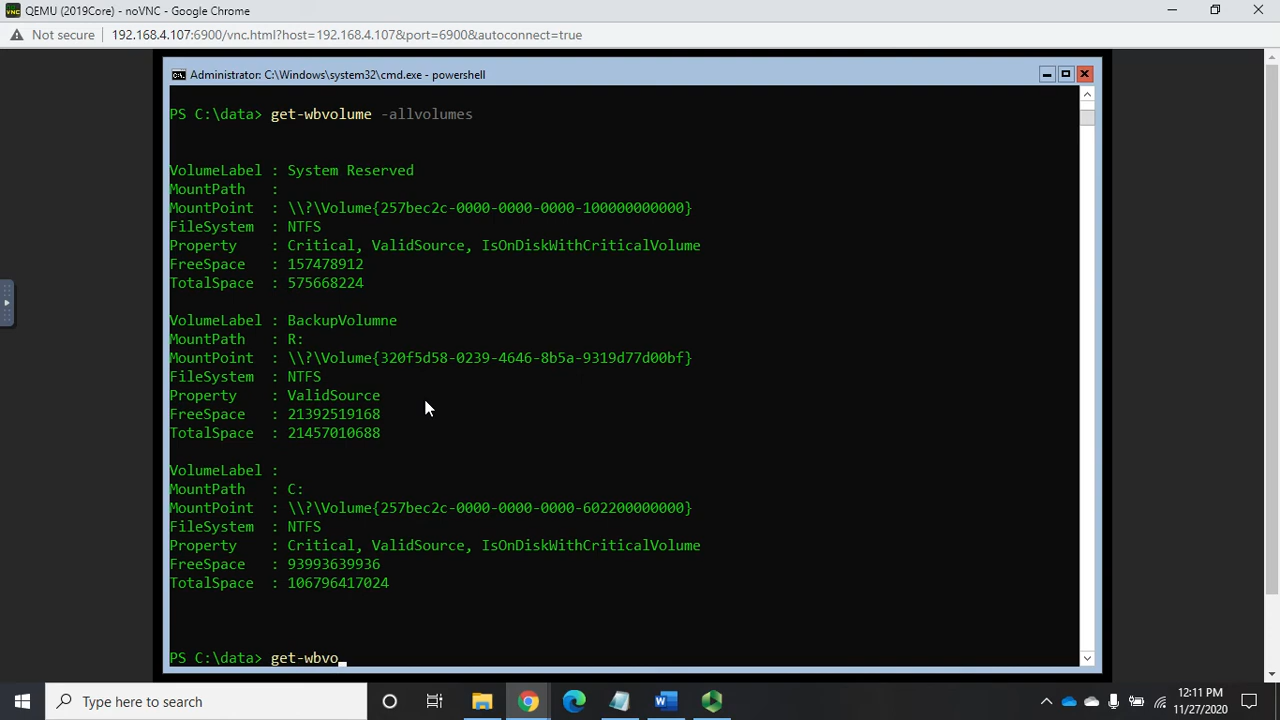 QEMU (2019Core) - noVNC - Google Chrome
Not secure 192.168.4.107:6900/vnc.html?host=192.168.4.107&port=6900&autoconnect=true
Administrator: C:\Windows\system32\cmd.exe - powershell
PS C:\data> get-wbvolume -allvolumes
VolumeLabel : System Reserved
MountPath :
MountPoint : \\?\Volume{257bec2c-0000-0000-0000-100000000000}
FileSystem : NTFS
Property : Critical, ValidSource, IsOnDiskWithCriticalVolume
FreeSpace : 157478912
TotalSpace : 575668224
VolumeLabel : BackupVolumne
MountPath : R:
MountPoint : \\?\Volume{320f5d58-0239-4646-8b5a-9319d77d00bf}
FileSystem : NTFS
Property : ValidSource
FreeSpace : 21392519168
TotalSpace : 21457010688
VolumeLabel :
MountPath : C:
MountPoint : \\?\Volume{257bec2c-0000-0000-0000-602200000000}
FileSystem : NTFS
Property : Critical, ValidSource, IsOnDiskWithCriticalVolume
FreeSpace : 93993639936
TotalSpace : 106796417024
PS C:\data> get-wbvo_
Type here to search
12:11 PM
11/27/2020